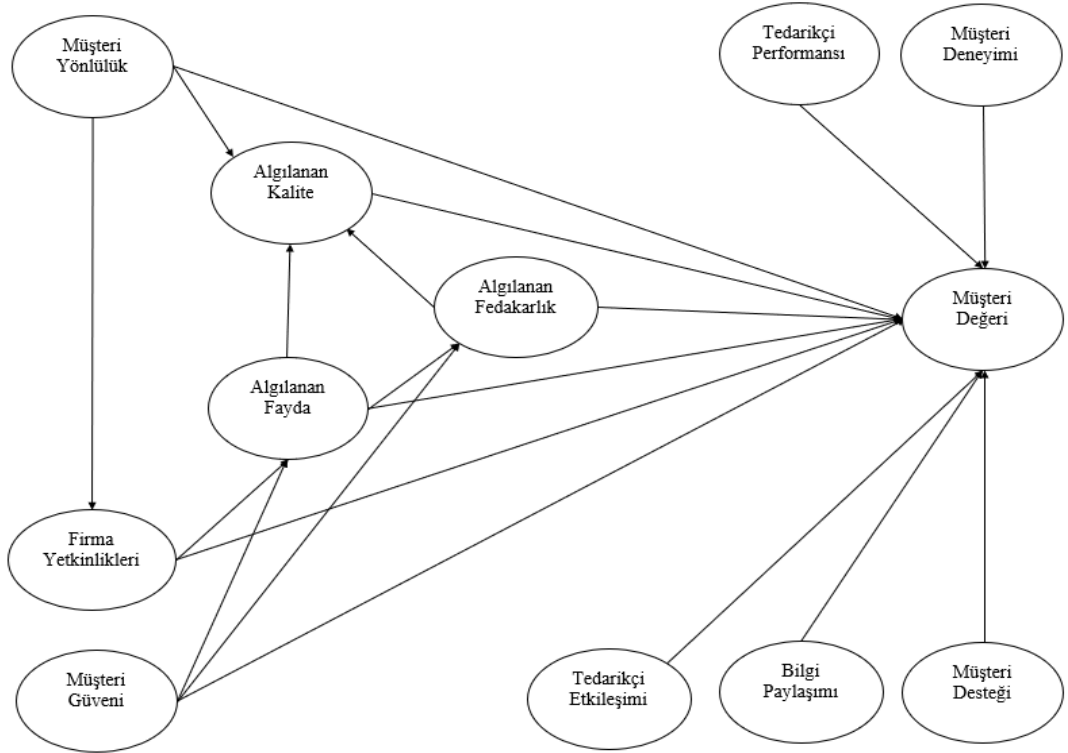 Müşteri
Yönlülük
Tedarikçi
Performansı
Müşteri
Deneyimi
Algılanan
Kalite
Algılanan
Fedakarlık
Müşteri
Değeri
Algılanan
Fayda
Firma
Yetkinlikleri
Müşteri
Güveni
Tedarikçi
Etkileşimi
Bilgi
Paylaşımı
Müşteri
Desteği